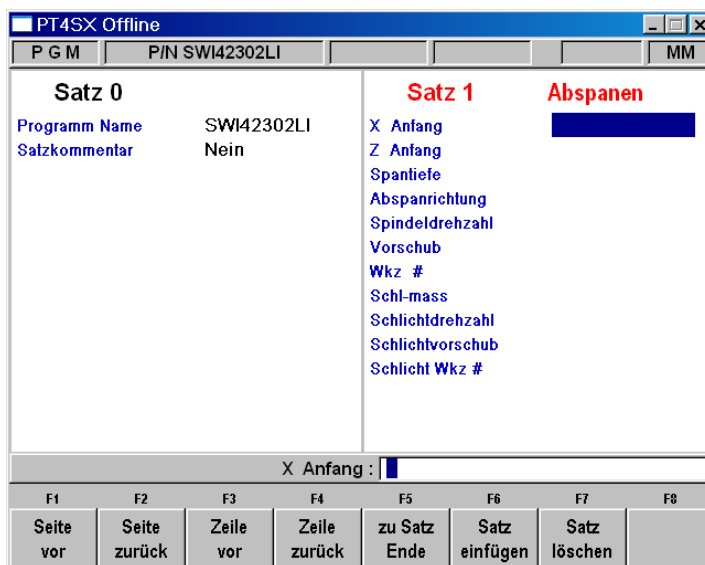 PT4SX Offline
P G M P/N SWI42302LI MM
Satz 0
Programm Name SWI42302LI
Satzkommentar Nein
Satz 1 Abspanen
X Anfang
Z Anfang
Spantiefe
Abspanrichtung
Spindeldrehzahl
Vorschub
Wkz #
Schl-mass
Schlichtdrehzahl
Schlichtvorschub
Schlicht Wkz #
X Anfang :
F1 F2 F3 F4 F5 F6 F7 F8
Seite Seite Zeile Zeile zu Satz Satz Satz
vor zurück vor zurück Ende einfügen löschen